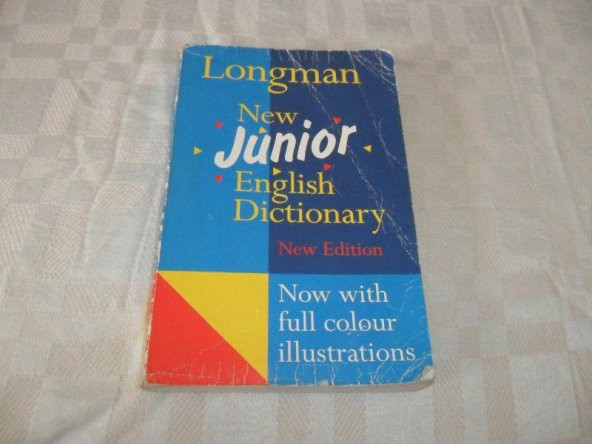 Longman
New
Junior
English
Dictionary
New Edition
Now with
full colour
illustrations